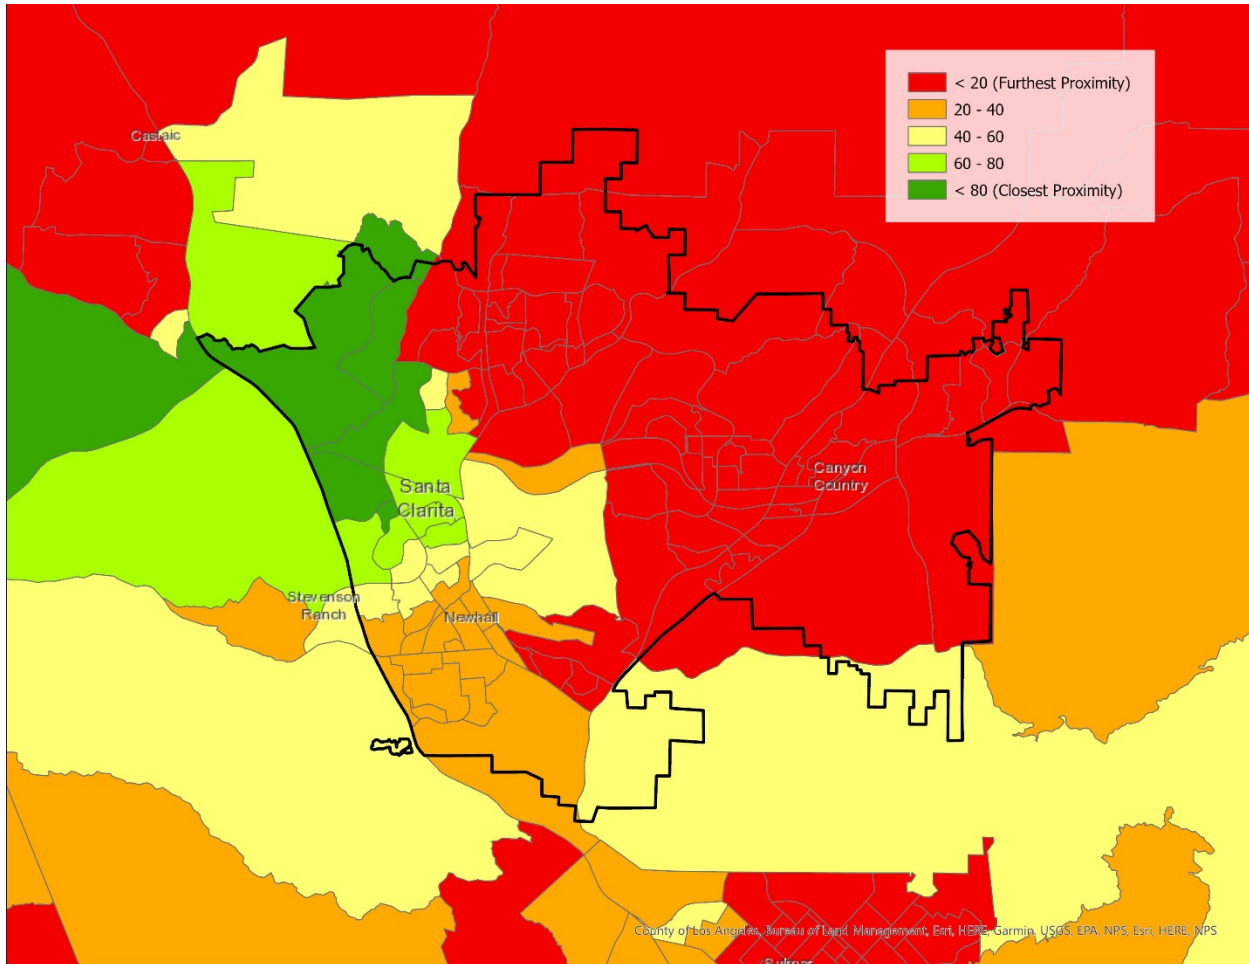 < 20 (Furthest Proximity)
20 - 40
40 - 60
60 - 80
< 80 (Closest Proximity)
Castaic
Canyon
Country
Santa
Clarita
Stevenson
Ranch
Newhall
County of Los Angeles, Bureau of Land Management, Esri, HERE, Garmin, USGS, EPA, NPS, Esri, HERE, NPS
Sylmar